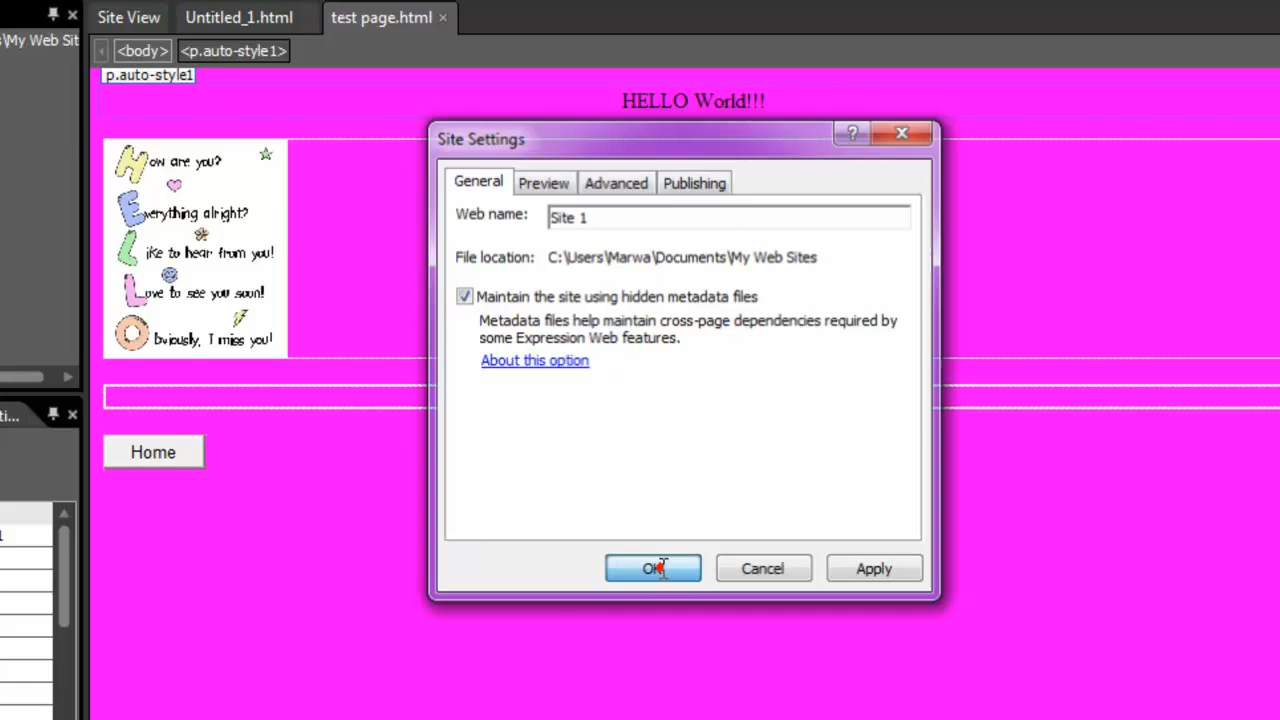 Site View Untitled_1.html test page.html ×
\My Web Sit
<body> <p.auto-style1>
p.auto-style1
HELLO World!!!
Site Settings
General Preview Advanced Publishing
Web name: Site 1
File location: C:\Users\Marwa\Documents\My Web Sites
Maintain the site using hidden metadata files
Metadata files help maintain cross-page dependencies required by
some Expression Web features.
About this option
OK Cancel Apply
How are you?
Everything alright?
Like to hear from you!
Love to see you soon!
Obviously, I miss you!
ti...
Home